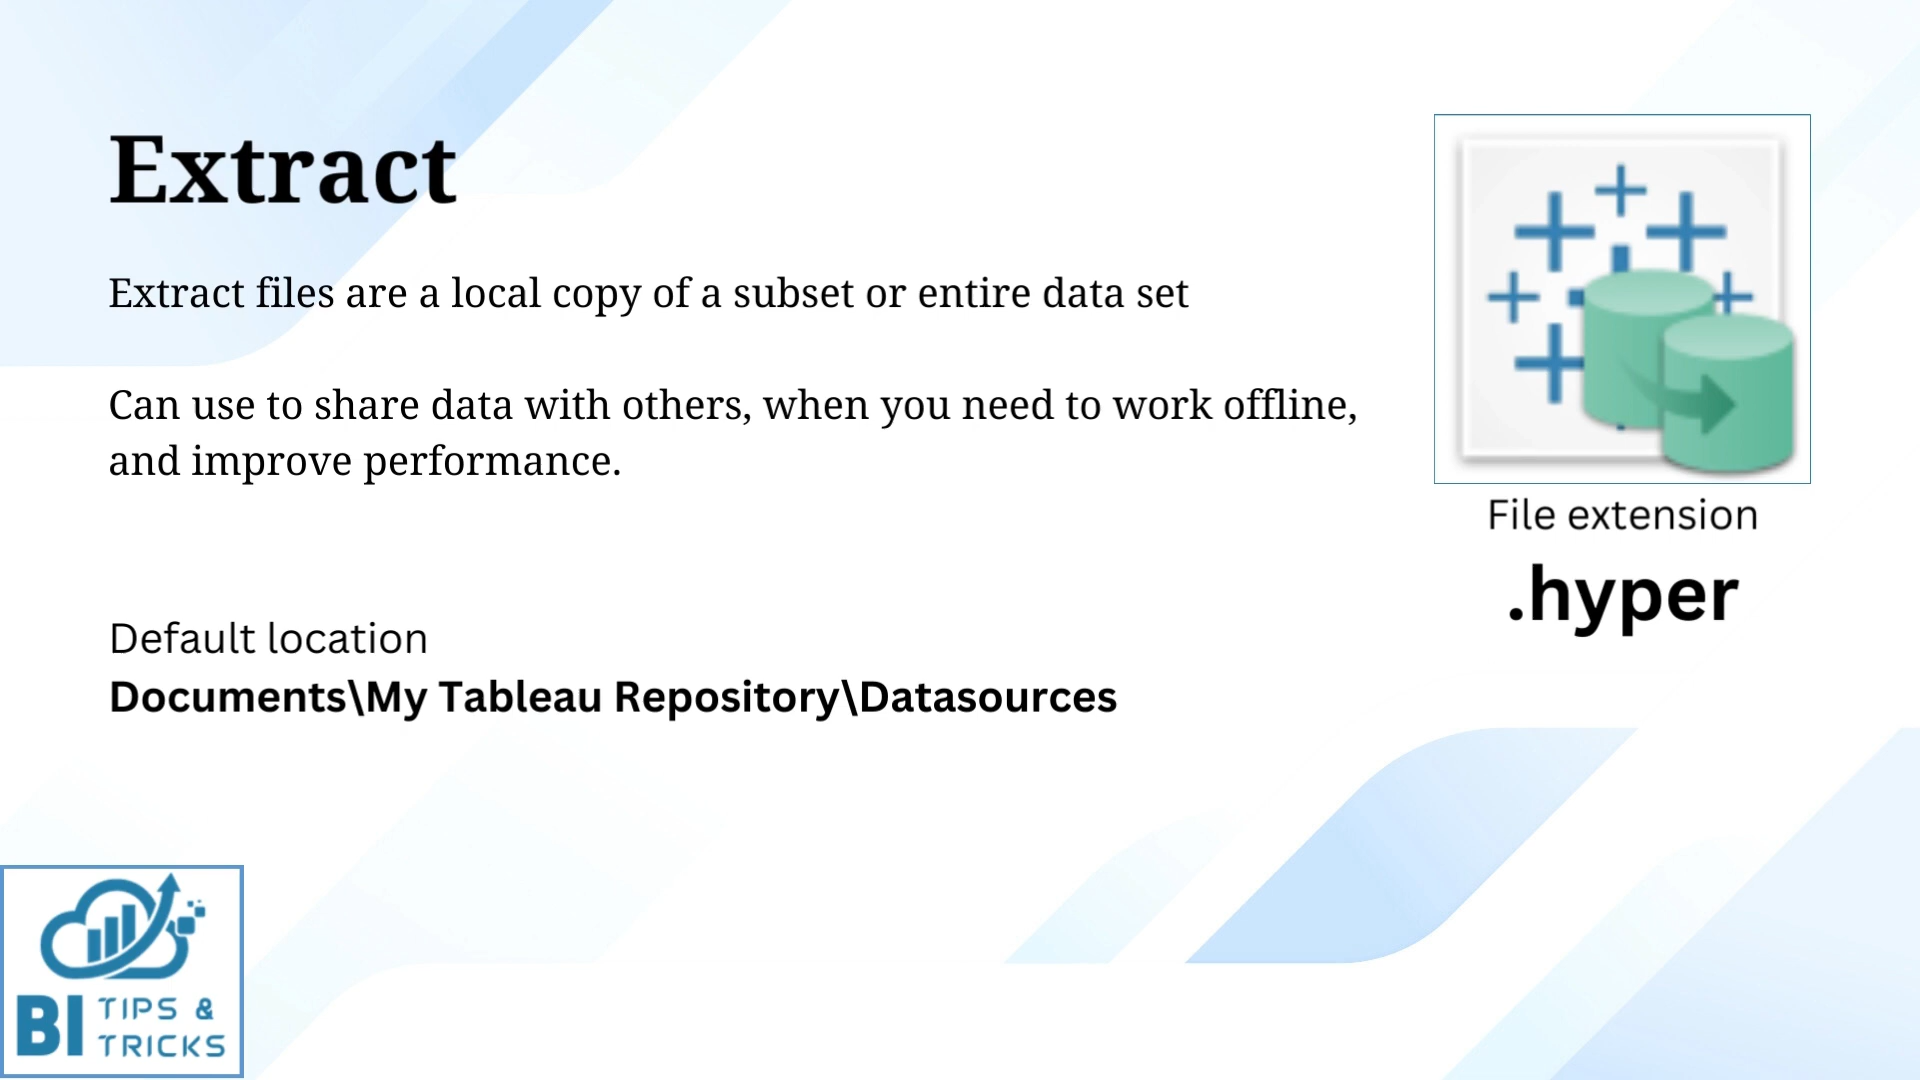 Extract
Extract files are a local copy of a subset or entire data set
Can use to share data with others, when you need to work offline,
and improve performance.
File extension
.hyper
Default location
Documents\My Tableau Repository\Datasources
BI TIPS &
TRICKS